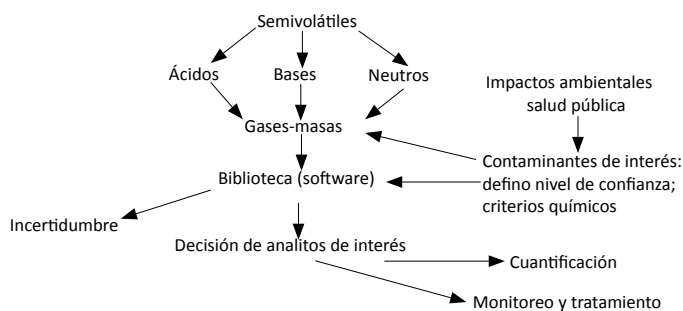 Semivolátiles
Ácidos
Bases
Neutros
Impactos ambientales
salud pública
Gases-masas
Contaminantes de interés:
defino nivel de confianza;
criterios químicos
Biblioteca (software)
Incertidumbre
Decisión de analitos de interés
Cuantificación
Monitoreo y tratamiento